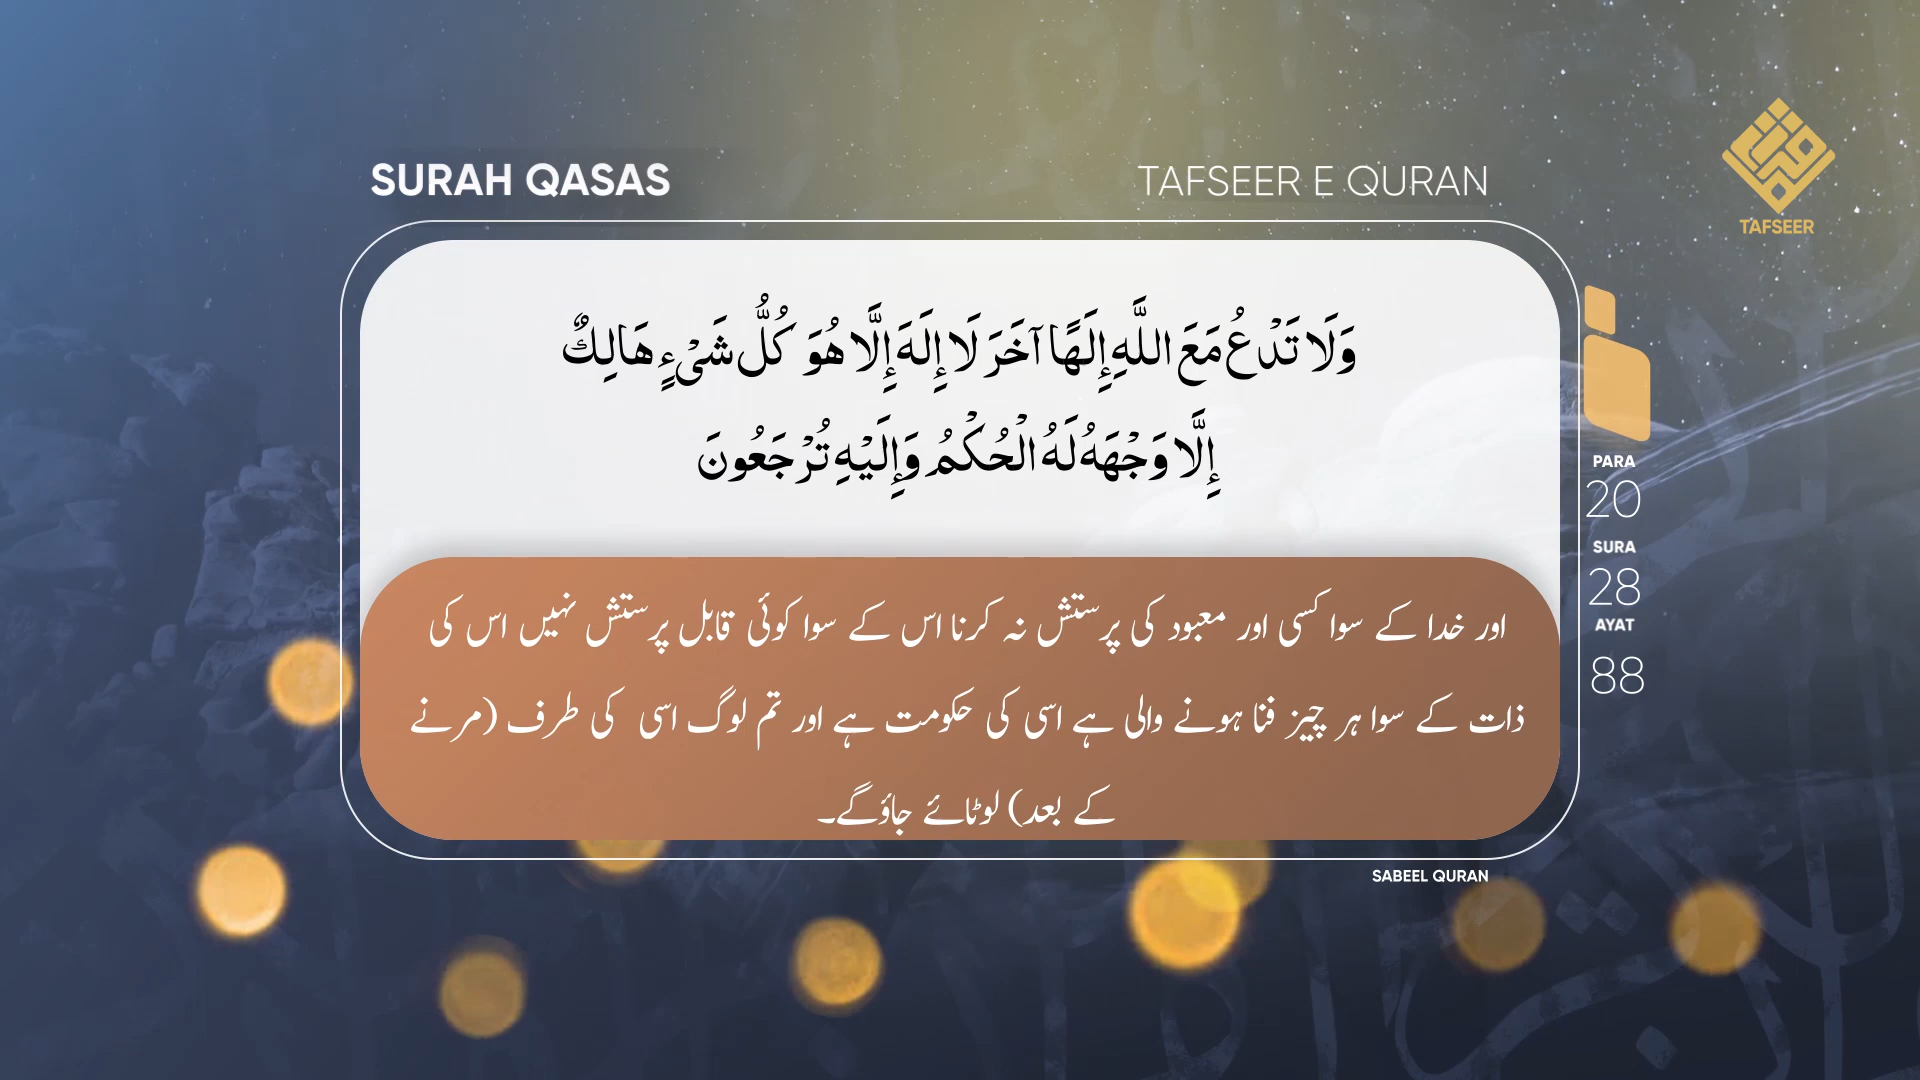 SURAH QASAS
TAFSEER E QURAN
TAFSEER
وَلَا تَدْعُ مَعَ اللَّهِ إِلَهًا آخَرَ لَا إِلَهَ إِلَّا هُوَ كُلُّ شَيْءٍ هَالِكٌ
إِلَّا وَجْهَهُ لَهُ الْحُكْمُ وَإِلَيْهِ تُرْجَعُونَ
اور خدا کے سوا کسی اور معبود کی پرستش نہ کرنا اس کے سوا کوئی قابل پرستش نہیں اس کی
ذات کے سوا ہر چیز فنا ہونے والی ہے اسی کی حکومت ہے اور تم لوگ اسی کی طرف (مرنے
کے بعد) لوٹائے جاؤگے۔
PARA
20
SURA
28
AYAT
88
SABEEL QURAN